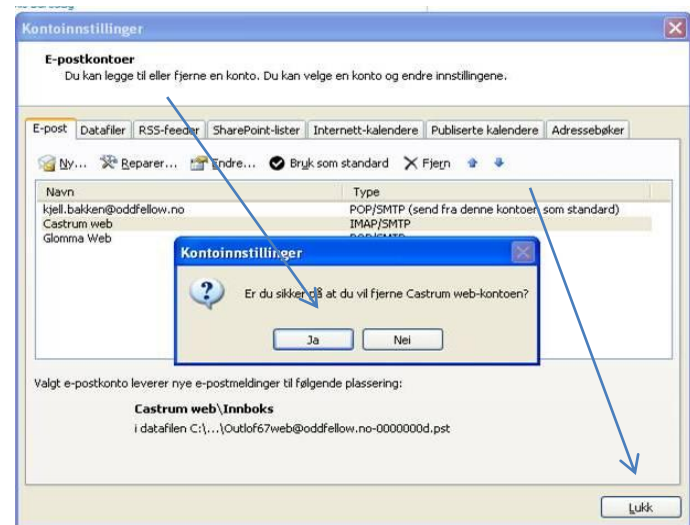 Kontoinnstillinger
E-postkontoer
Du kan legge til eller fjerne en konto. Du kan velge en konto og endre innstillingene.
E-post Datafiler RSS-feeder SharePoint-lister Internett-kalendere Publiserte kalendere Adressebøker
Ny... Reparer... Endre... Bruk som standard Fjern
Navn Type
kjell.bakken@oddfellow.no POP/SMTP (send fra denne kontoen som standard)
Castrum web IMAP/SMTP
Glomma Web POP/SMTP
Kontoinnstillinger
Er du sikker på at du vil fjerne Castrum web-kontoen?
Ja Nei
Valgt e-postkonto leverer nye e-postmeldinger til følgende plassering:
Castrum web\Innboks
i datafilen C:\...\Outlof67web@oddfellow.no-0000000d.pst
Lukk